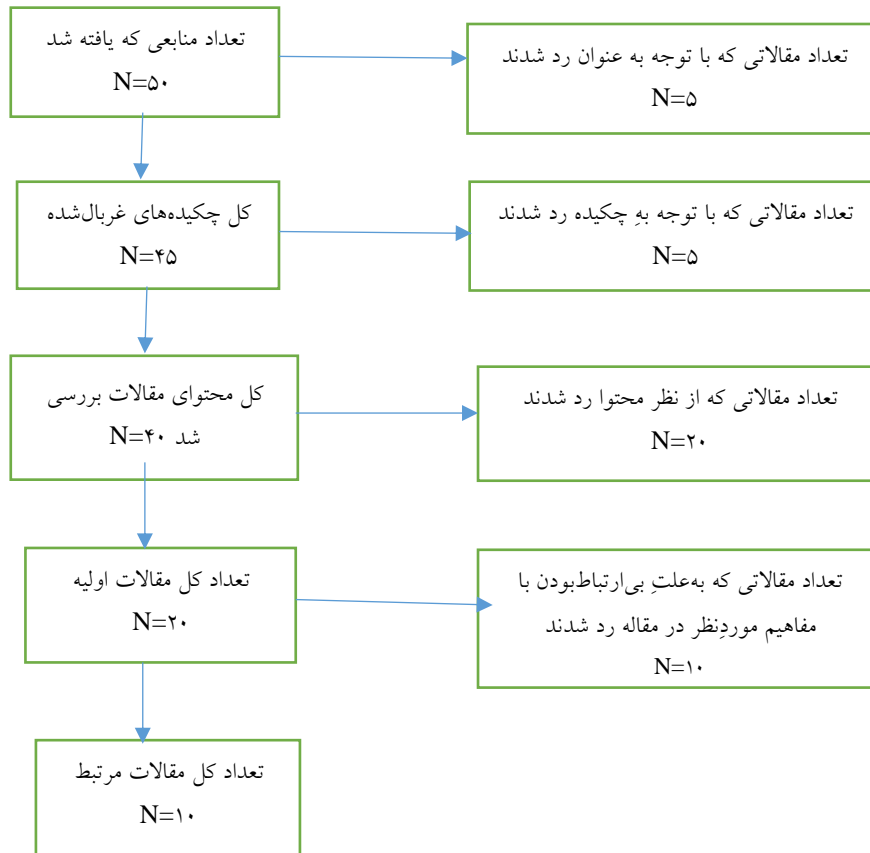 تعداد منابعی که یافته شد
N=۵۰
تعداد مقالاتی که با توجه به عنوان رد شدند
N=۵
کل چکیده‌های غربال‌شده
N=۴۵
تعداد مقالاتی که با توجه بهِ چکیده رد شدند
N=۵
کل محتوای مقالات بررسی
شد N=۴۰
تعداد مقالاتی که از نظر محتوا رد شدند
N=۲۰
تعداد کل مقالات اولیه
N=۲۰
تعداد مقالاتی که به‌علتِ بی‌ارتباط‌بودن با
مفاهیم موردِنظر در مقاله رد شدند
N=۱۰
تعداد کل مقالات مرتبط
N=۱۰